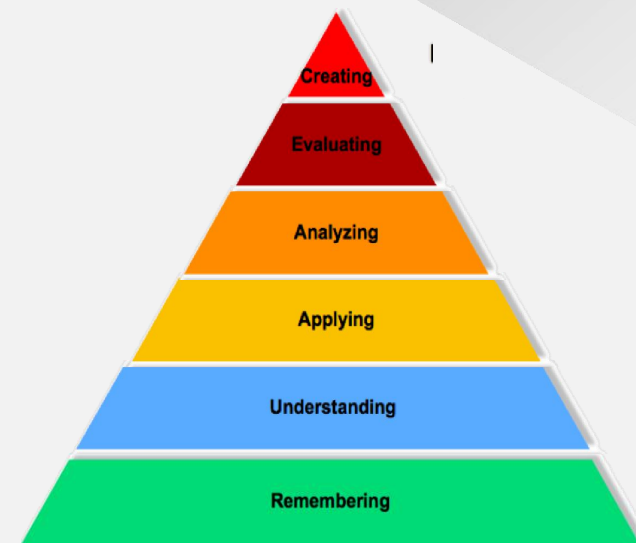 Creating
Evaluating
Analyzing
Applying
Understanding
Remembering